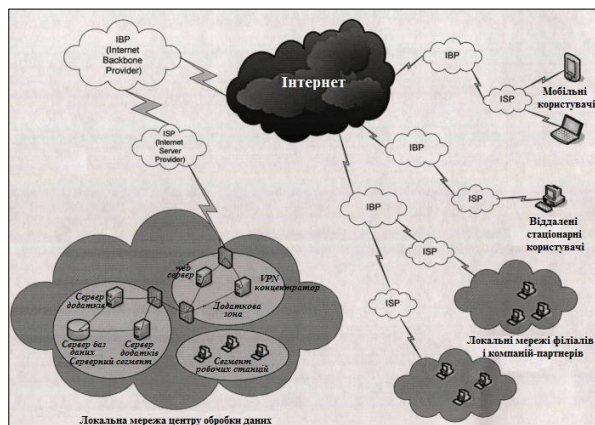 IBP
(Internet
Backbone
Provider)
Інтернет
IBP
ISP
Мобільні
користувачі
ISP
(Internet
Server
Provider)
IBP
ISP
Віддалені
стаціонарні
користувачі
IBP
ISP
ISP
web
сервер
VPN
концентратор
Додаткова
зона
Сервер
додатків
Сервер баз
даних
Сервер
додатків
Серверний сегмент
Сегмент
робочих станцій
Локальні мережі філіалів
і компаній-партнерів
Локальна мережа центру обробки даних